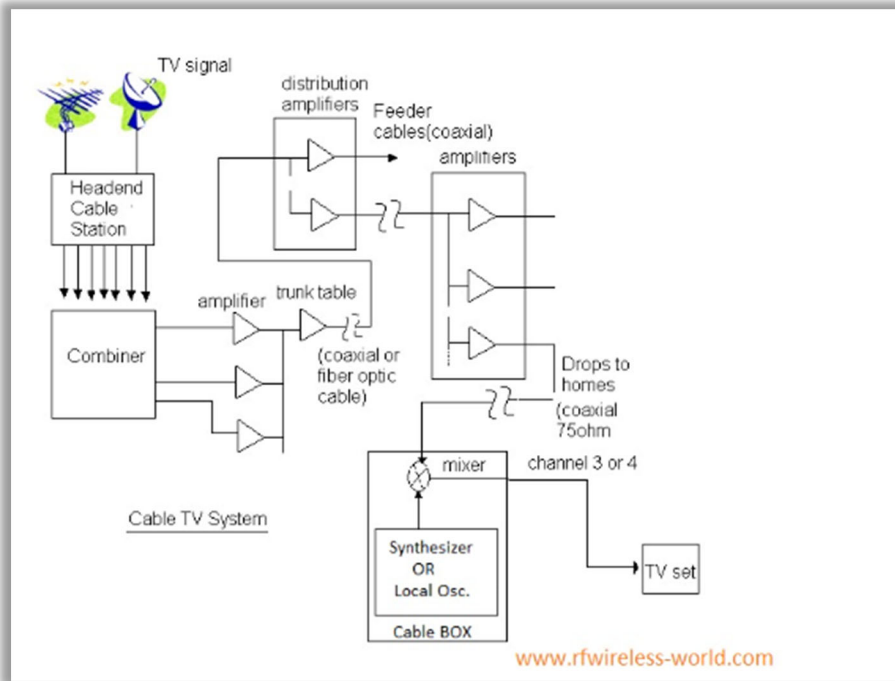 TV signal
distribution
amplifiers
Feeder
cables(coaxial)
amplifiers
Headend
Cable
Station
amplifier
trunk table
Combiner
(coaxial or
fiber optic
cable)
Drops to
homes
(coaxial
75ohm
mixer
channel 3 or 4
Cable TV System
Synthesizer
OR
Local Osc.
TV set
Cable BOX
www.rfwireless-world.com